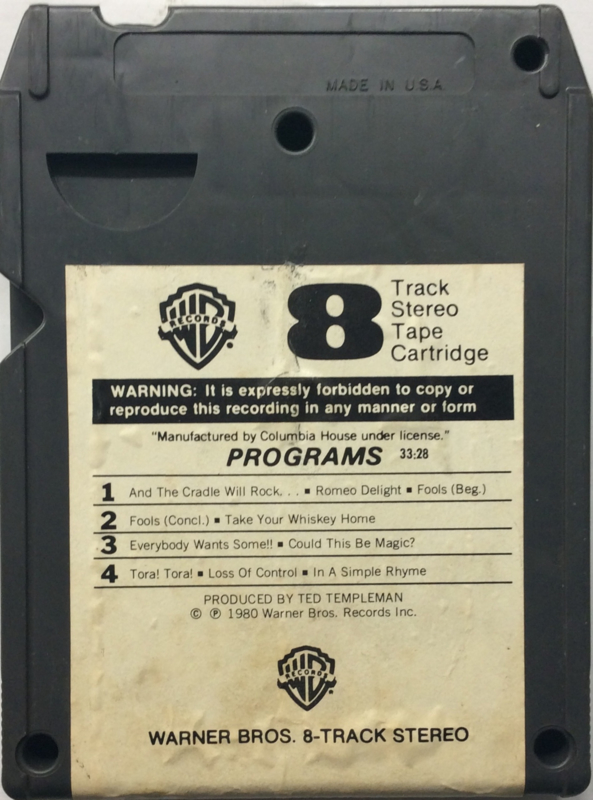 MADE IN U.S.A.
WB
RECORDS
8
Track
Stereo
Tape
Cartridge
WARNING: It is expressly forbidden to copy or
reproduce this recording in any manner or form
"Manufactured by Columbia House under license."
PROGRAMS 33:28
1 And The Cradle Will Rock. . . ■ Romeo Delight ■ Fools (Beg.)
2 Fools (Concl.) ■ Take Your Whiskey Home
3 Everybody Wants Some!! ■ Could This Be Magic?
4 Tora! Tora! ■ Loss Of Control ■ In A Simple Rhyme
PRODUCED BY TED TEMPLEMAN
© ℗ 1980 Warner Bros. Records Inc.
WB
RECORDS
WARNER BROS. 8-TRACK STEREO